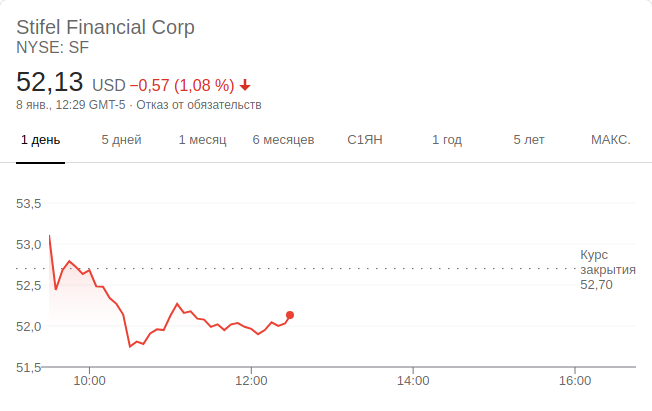 Stifel Financial Corp
NYSE: SF
52,13 USD −0,57 (1,08 %)
8 янв., 12:29 GMT-5 · Отказ от обязательств
1 день 5 дней 1 месяц 6 месяцев С1ЯН 1 год 5 лет МАКС.
53,5
53,0
Курс
закрытия
52,5
52,70
52,0
51,5
10:00 12:00 14:00 16:00